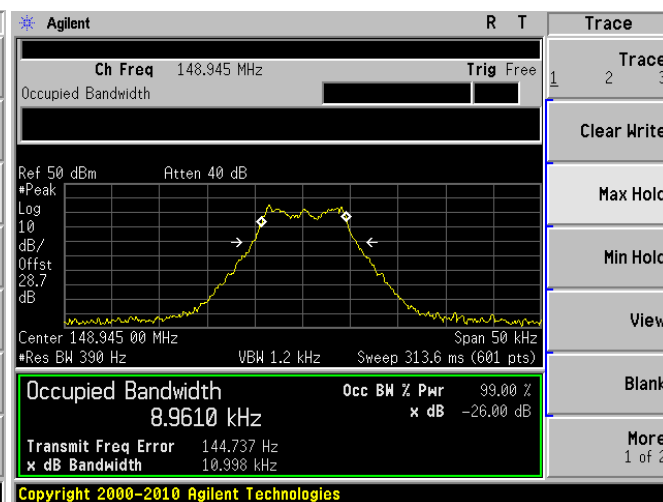 Agilent R T Trace
Ch Freq 148.945 MHz Trig Free
Occupied Bandwidth
Trace
1 2 3
Clear Write
Max Hold
Min Hold
View
Blank
More
1 of 2
Ref 50 dBm Atten 40 dB
#Peak
Log
10
dB/
Offst
28.7
dB
Center 148.945 00 MHz Span 50 kHz
#Res BW 390 Hz VBW 1.2 kHz Sweep 313.6 ms (601 pts)
Occupied Bandwidth Occ BW % Pwr 99.00 %
8.9610 kHz x dB -26.00 dB
Transmit Freq Error 144.737 Hz
x dB Bandwidth 10.998 kHz
Copyright 2000-2010 Agilent Technologies